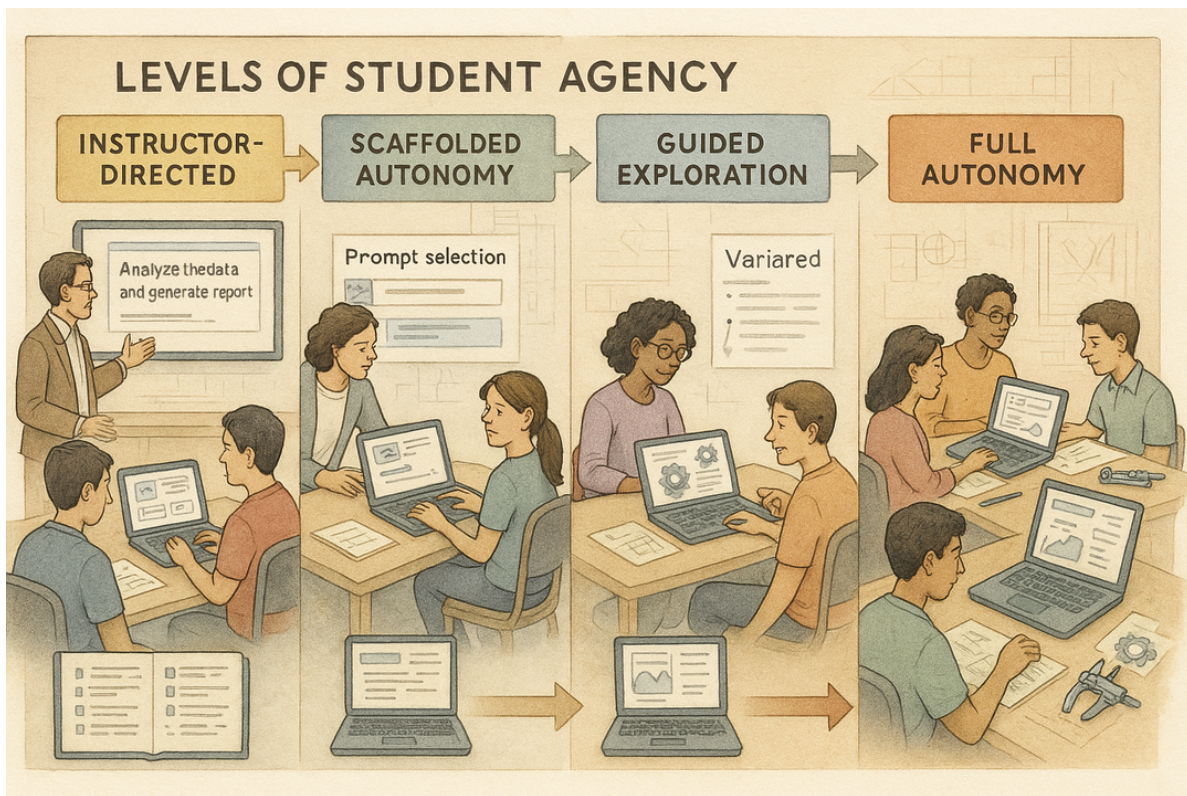 LEVELS OF STUDENT AGENCY
INSTRUCTOR-
DIRECTED
SCAFFOLDED
AUTONOMY
GUIDED
EXPLORATION
FULL
AUTONOMY
Analyze thedata
and generate report
Prompt selection
Variared